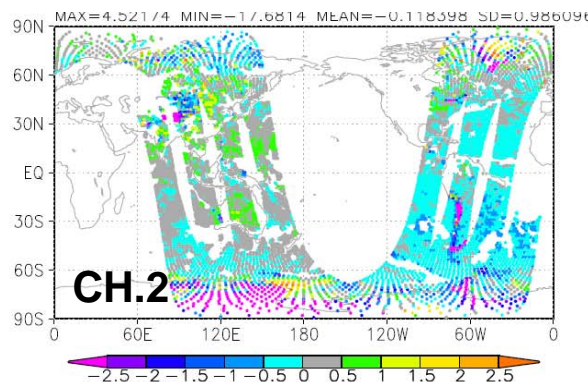 MAX=4.52174 MIN=−17.6814 MEAN=−0.118398 SD=0.986096
90N
60N
30N
EQ
30S
60S
90S
CH.2
0 60E 120E 180 120W 60W 0
−2.5 −2 −1.5 −1 −0.5 0 0.5 1 1.5 2 2.5